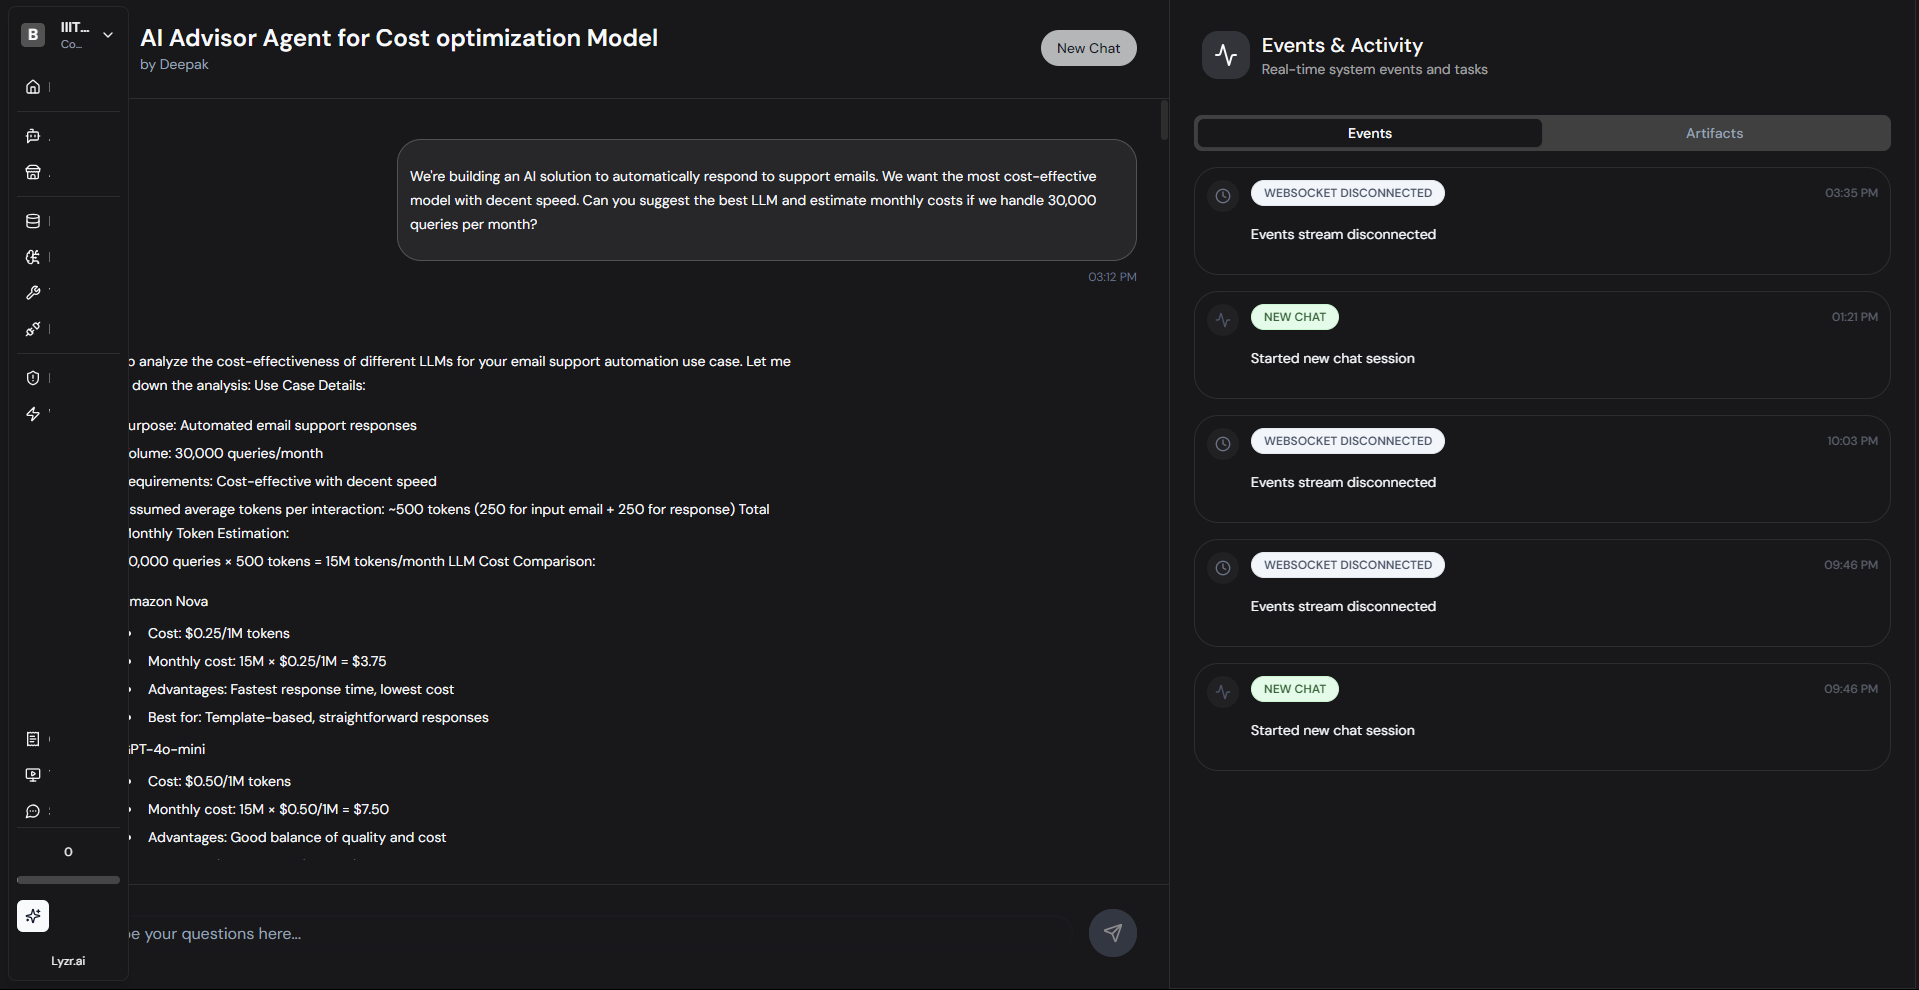 B
IIIT...
Co...
AI Advisor Agent for Cost optimization Model
by Deepak
New Chat
We're building an AI solution to automatically respond to support emails. We want the most cost-effective
model with decent speed. Can you suggest the best LLM and estimate monthly costs if we handle 30,000
queries per month?
03:12 PM
analyze the cost-effectiveness of different LLMs for your email support automation use case. Let me
down the analysis: Use Case Details:
urpose: Automated email support responses
olume: 30,000 queries/month
equirements: Cost-effective with decent speed
ssumed average tokens per interaction: ~500 tokens (250 for input email + 250 for response) Total
onthly Token Estimation:
0,000 queries × 500 tokens = 15M tokens/month LLM Cost Comparison:
mazon Nova
• Cost: $0.25/1M tokens
• Monthly cost: 15M × $0.25/1M = $3.75
• Advantages: Fastest response time, lowest cost
• Best for: Template-based, straightforward responses
PT-4o-mini
• Cost: $0.50/1M tokens
• Monthly cost: 15M × $0.50/1M = $7.50
• Advantages: Good balance of quality and cost
e your questions here...
0
Lyzr.ai
Events & Activity
Real-time system events and tasks
Events
Artifacts
WEBSOCKET DISCONNECTED
03:35 PM
Events stream disconnected
NEW CHAT
01:21 PM
Started new chat session
WEBSOCKET DISCONNECTED
10:03 PM
Events stream disconnected
WEBSOCKET DISCONNECTED
09:46 PM
Events stream disconnected
NEW CHAT
09:46 PM
Started new chat session